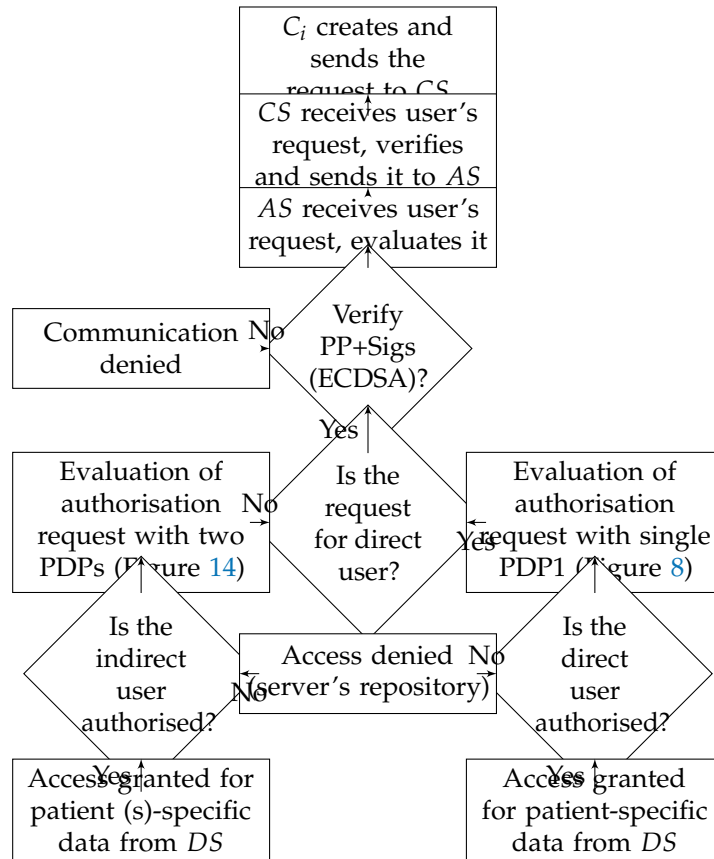 C_i creates and
sends the
request to CS
CS receives user's
request, verifies
and sends it to AS
AS receives user's
request, evaluates it
Verify
PP+Sigs
(ECDSA)?
No
Communication
denied
Yes
Is the
request
for direct
user?
No
Evaluation of
authorisation
request with two
PDPs (Figure 14)
Yes
Evaluation of
authorisation
request with single
PDP1 (Figure 8)
Is the
indirect
user
authorised?
No
Access denied
(server's repository)
No
Is the
direct
user
authorised?
Yes
Access granted for
patient (s)-specific
data from DS
Yes
Access granted
for patient-specific
data from DS